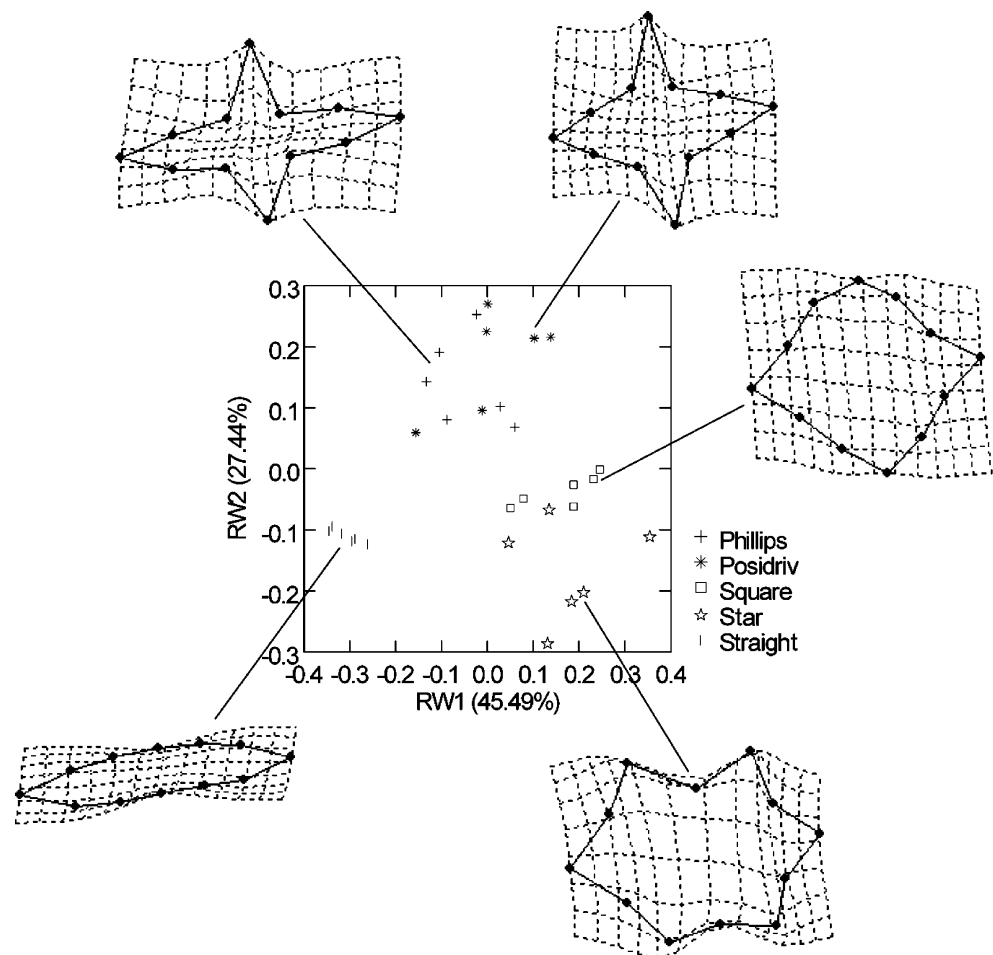 0.3
0.2
0.1
0.0
-0.1
-0.2
-0.3
RW2 (27.44%)
-0.4 -0.3 -0.2 -0.1 0.0 0.1 0.2 0.3 0.4
RW1 (45.49%)
Phillips
Posidriv
Square
Star
Straight